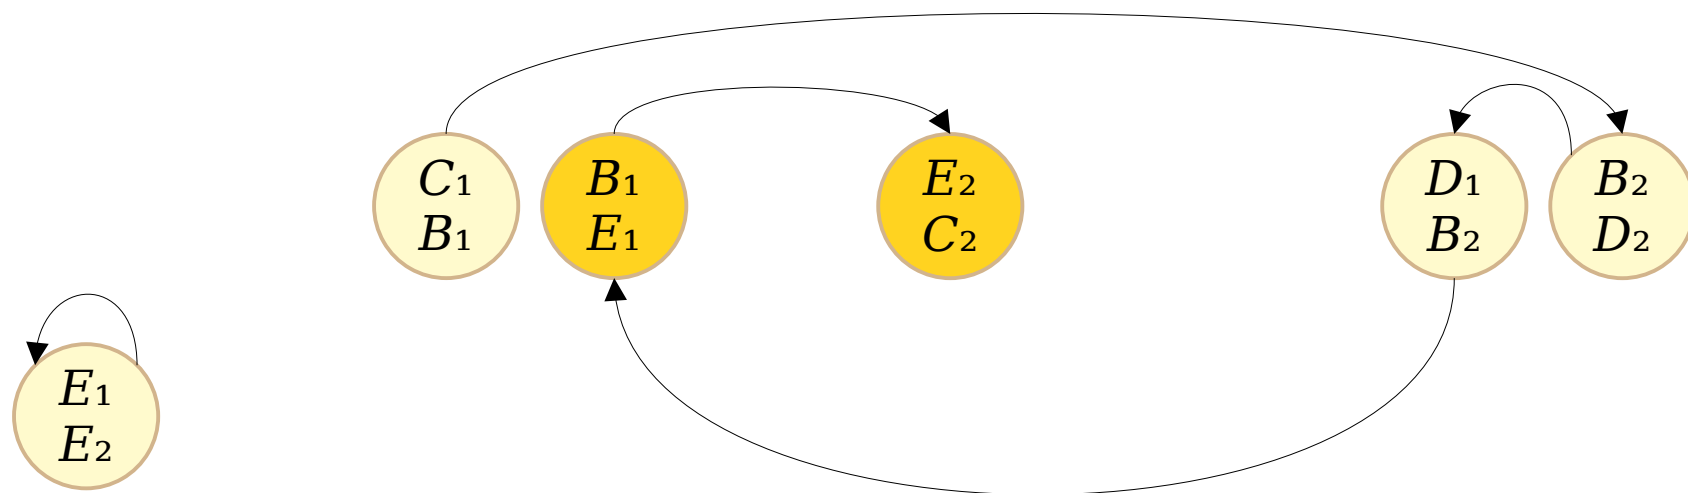 C₁
B₁
B₁
E₁
E₂
C₂
D₁
B₂
B₂
D₂
E₁
E₂